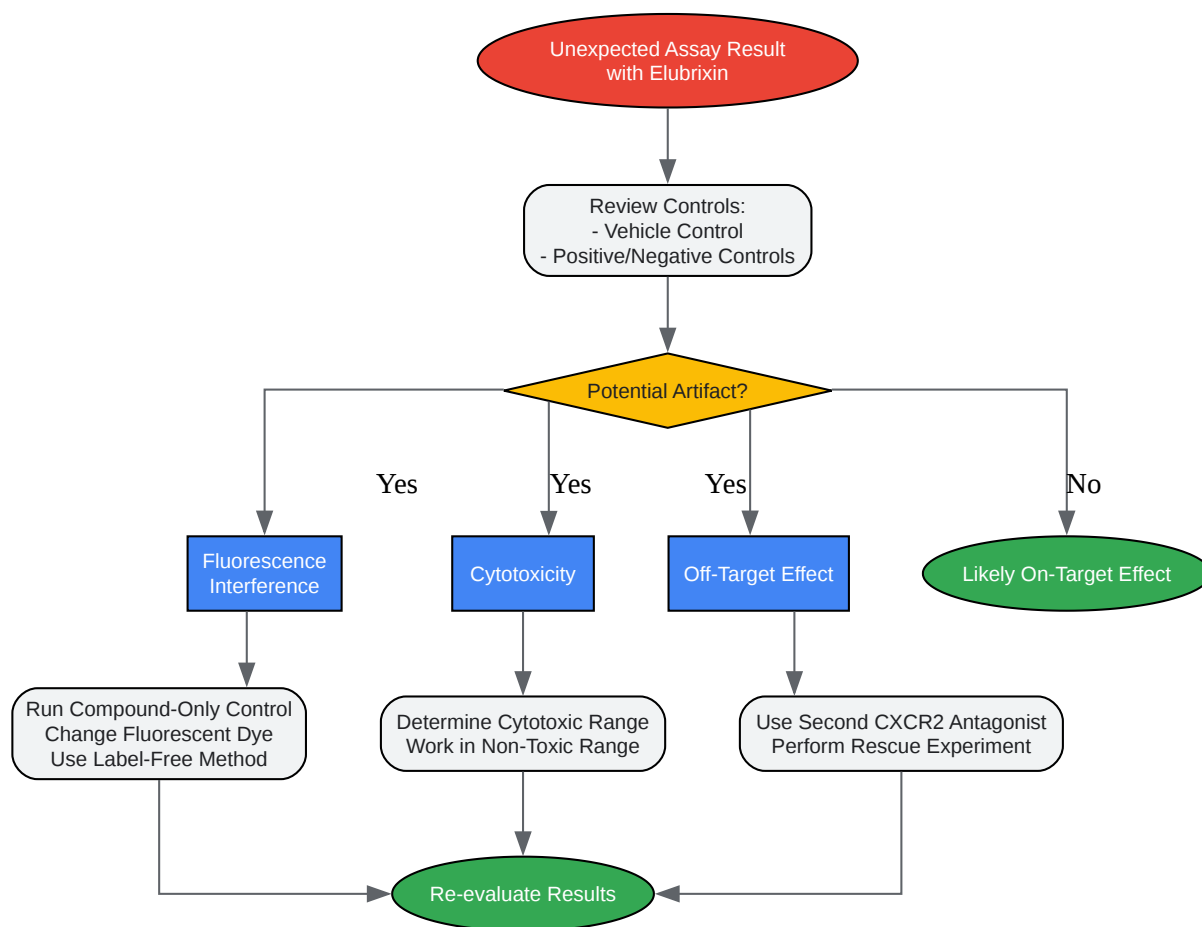 Unexpected Assay Result
with Elubrixin
Review Controls:
- Vehicle Control
- Positive/Negative Controls
Potential Artifact?
Yes
Yes
Yes
No
Fluorescence
Interference
Cytotoxicity
Off-Target Effect
Likely On-Target Effect
Run Compound-Only Control
Change Fluorescent Dye
Use Label-Free Method
Determine Cytotoxic Range
Work in Non-Toxic Range
Use Second CXCR2 Antagonist
Perform Rescue Experiment
Re-evaluate Results